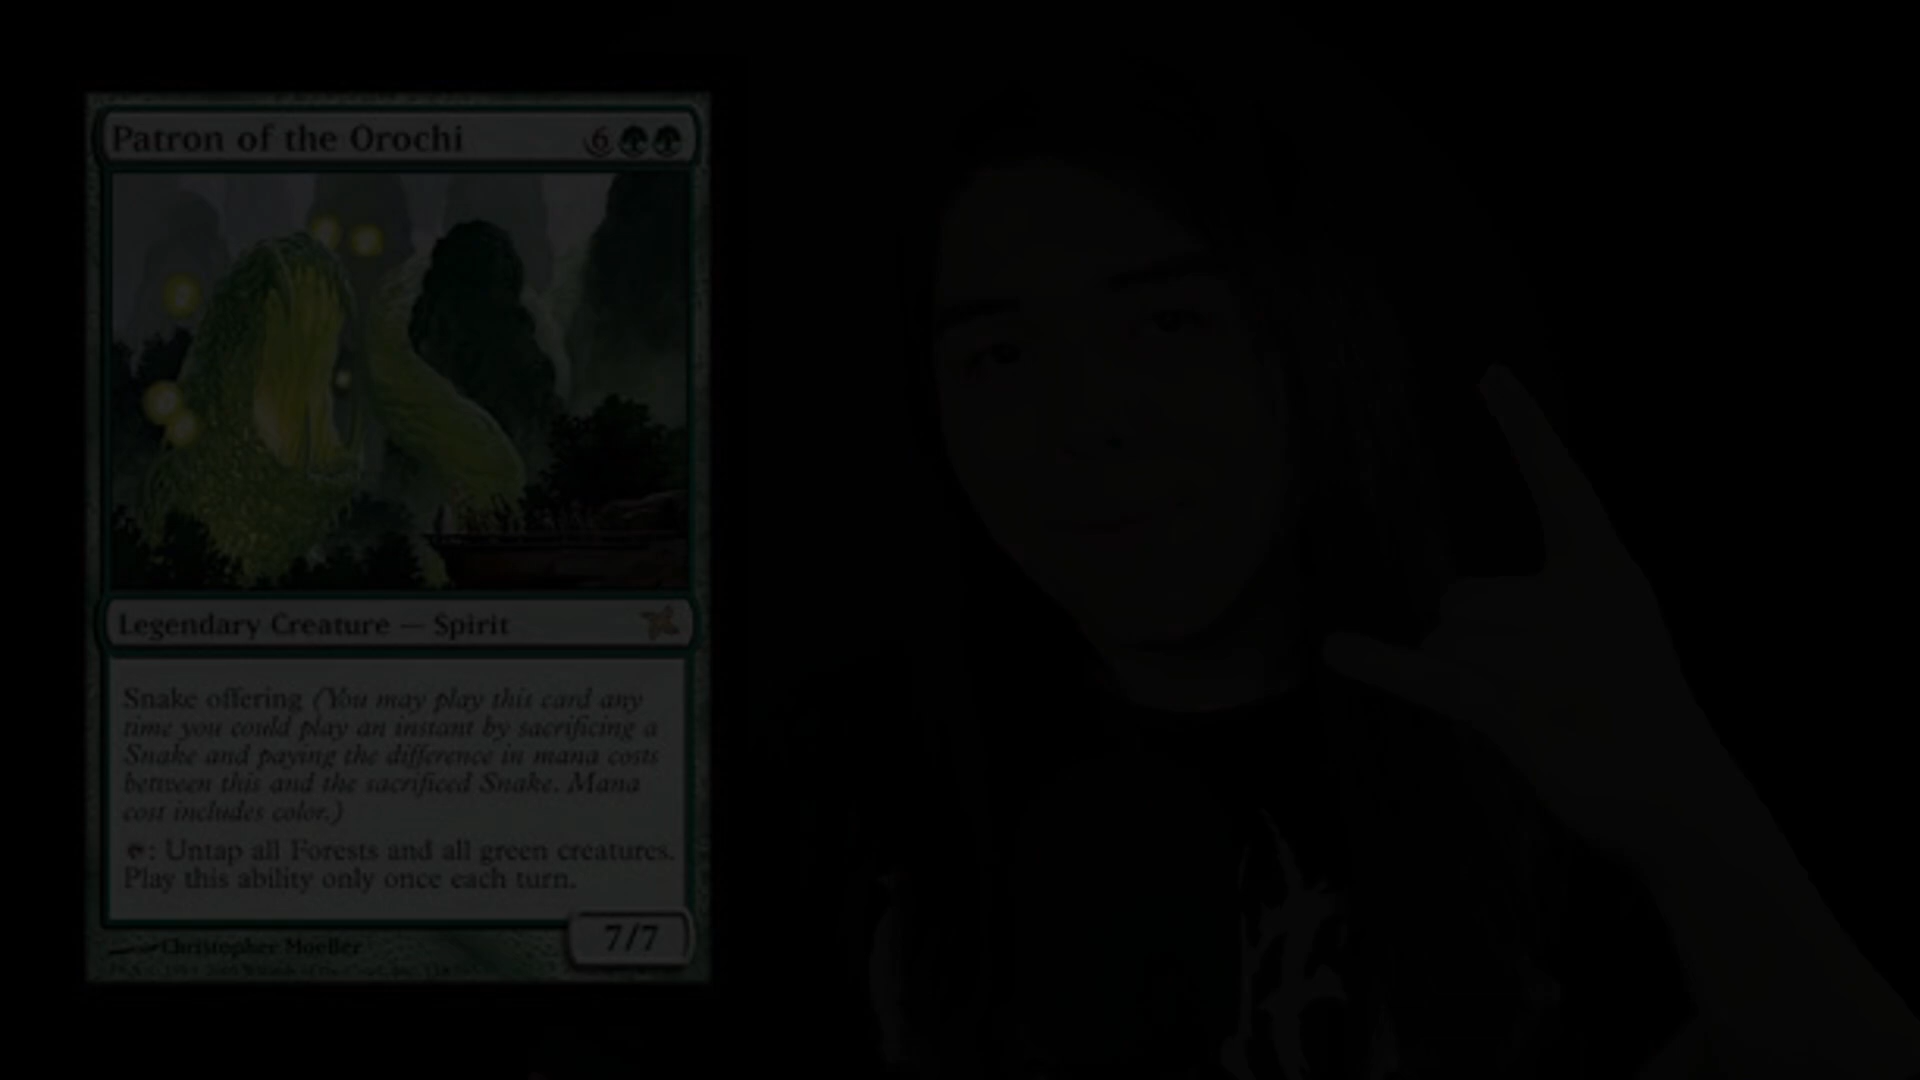 Patron of the Orochi 6
Legendary Creature — Spirit
Snake offering (You may play this card any
time you could play an instant by sacrificing a
Snake and paying the difference in mana costs
between this and the sacrificed Snake. Mana
cost includes color.)
: Untap all Forests and all green creatures.
Play this ability only once each turn.
7/7
Christopher Moeller